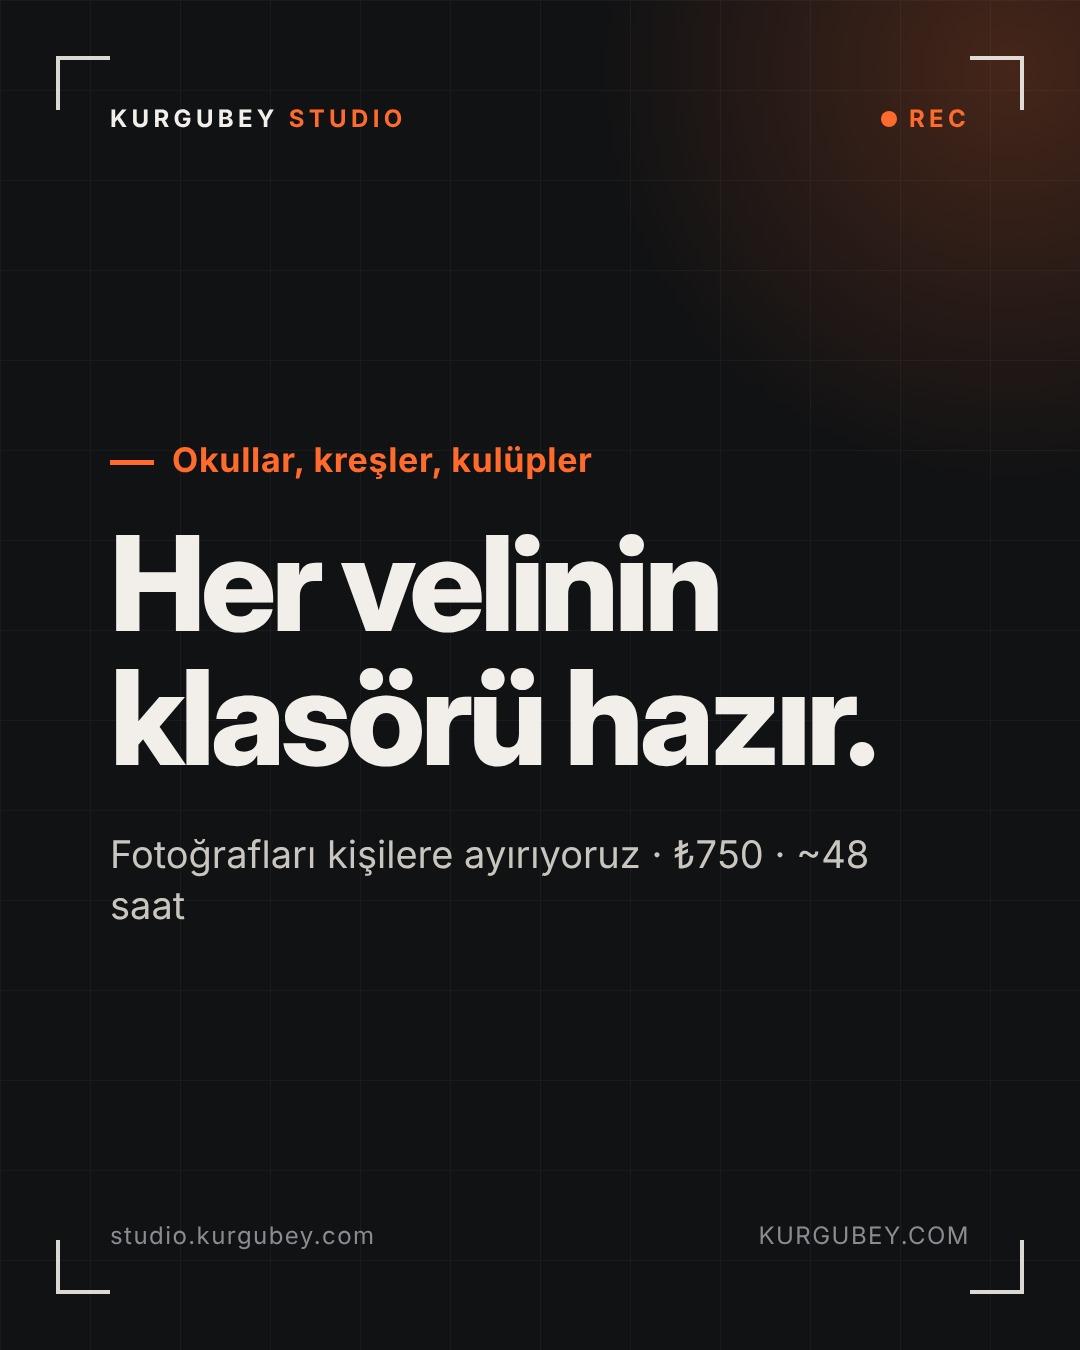 KURGUBEY STUDIO
REC
Okullar, kreşler, kulüpler
Her velinin
klasörü hazır.
Fotoğrafları kişilere ayırıyoruz · ₺750 · ~48
saat
studio.kurgubey.com
KURGUBEY.COM